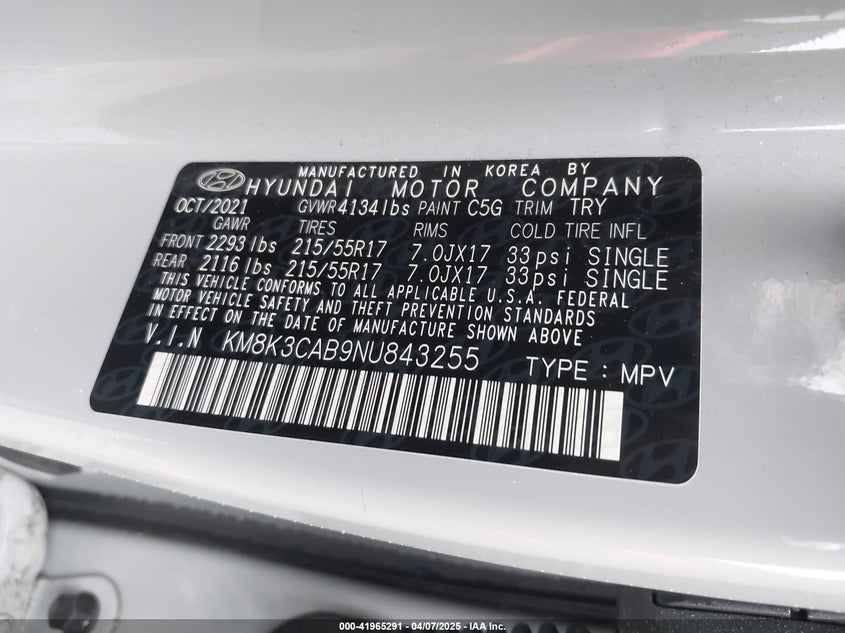 MANUFACTURED IN KOREA BY
HYUNDAI MOTOR COMPANY
OCT/2021 GVWR 4134lbs PAINT C5G TRIM TRY
GAWR TIRES RIMS COLD TIRE INFL
FRONT 2293 lbs 215/55R17 7.0JX17 33psi SINGLE
REAR 2116 lbs 215/55R17 7.0JX17 33psi SINGLE
THIS VEHICLE CONFORMS TO ALL APPLICABLE U.S.A. FEDERAL
MOTOR VEHICLE SAFETY AND THEFT PREVENTION STANDARDS
IN EFFECT ON THE DATE OF MANUFACTURE SHOWN ABOVE
V.I.N KM8K3CAB9NU843255 TYPE : MPV
000-41965291 - 04/07/2025 - IAA Inc.